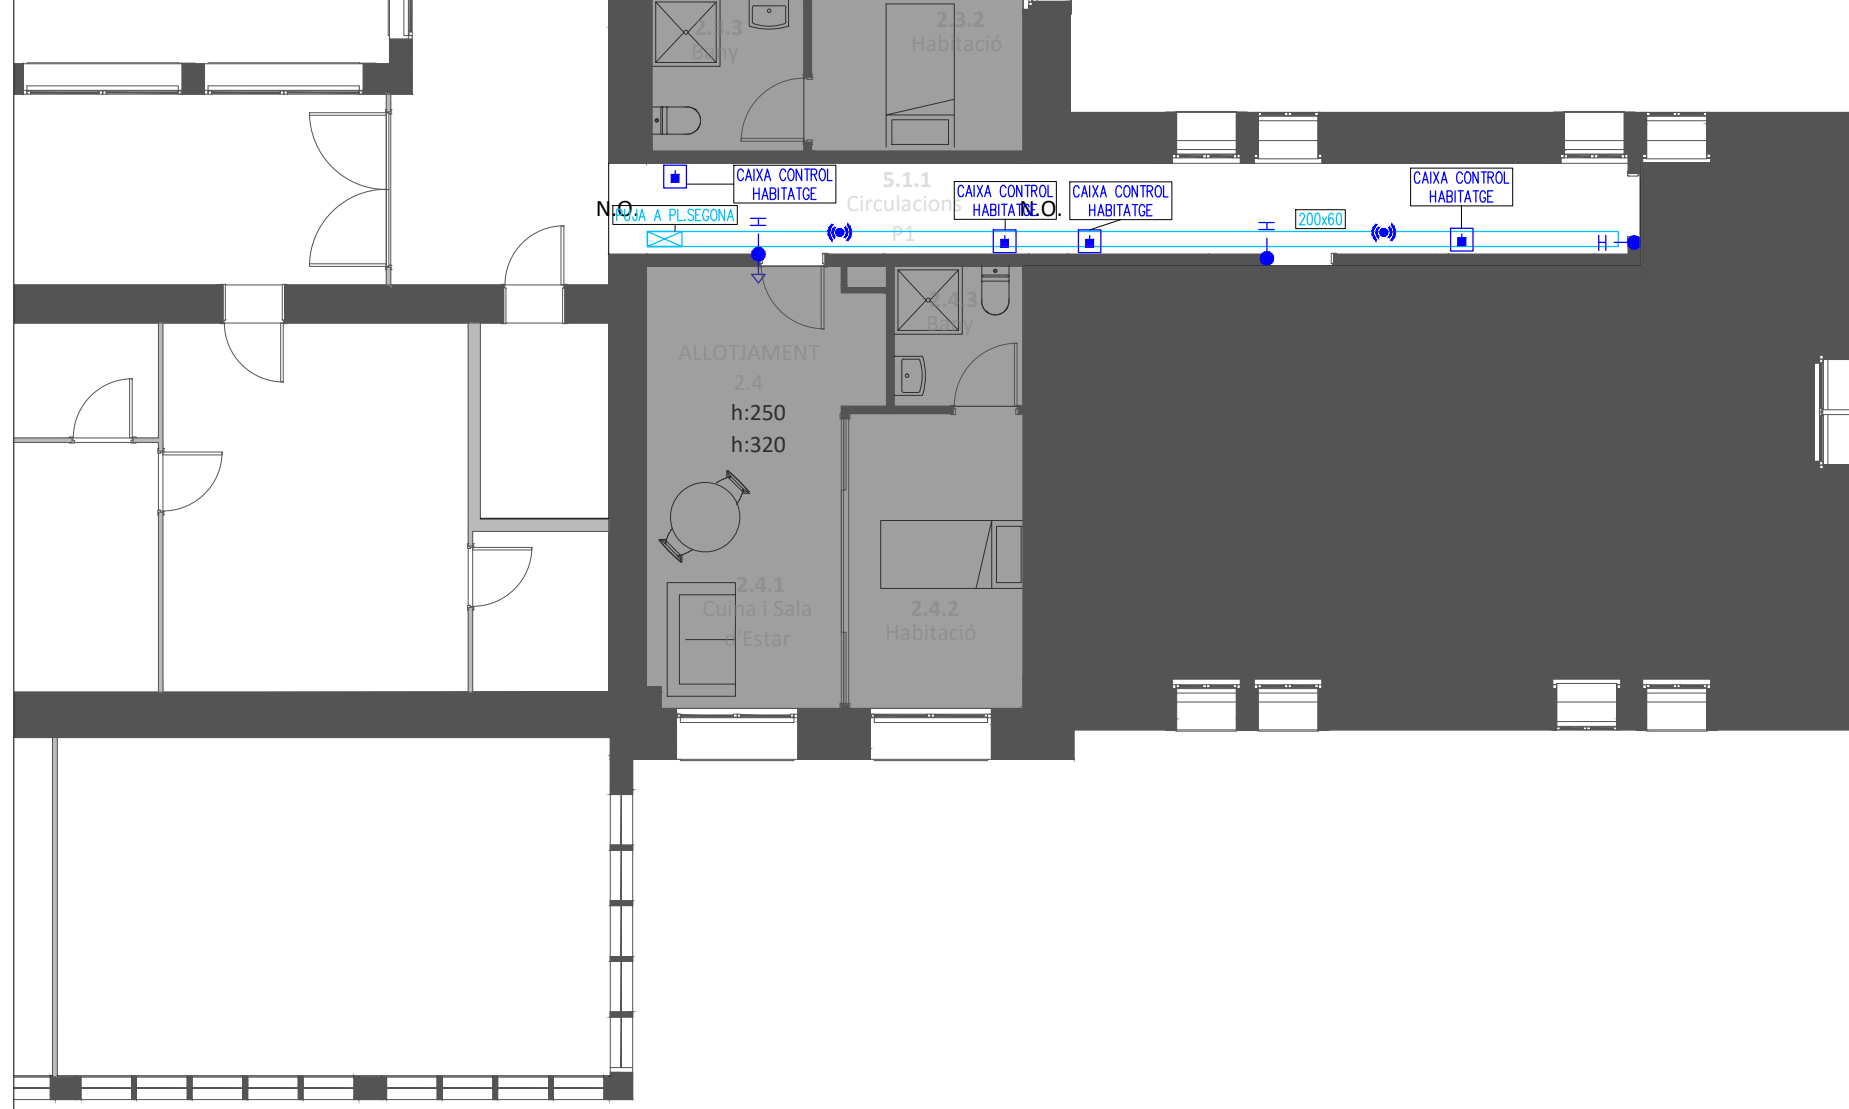 2.3.3
Bany
2.3.2
Habitació
CAIXA CONTROL
HABITATGE
5.1.1
Circulacions
P1
CAIXA CONTROL
HABITATGE
CAIXA CONTROL
HABITATGE
CAIXA CONTROL
HABITATGE
N.O.
N.O.
PUJA A PL.SEGONA
200x60
H
H
H
2.4.3
Bany
ALLOTJAMENT
2.4
h:250
h:320
2.4.1
Cuina i Sala
d'Estar
2.4.2
Habitació